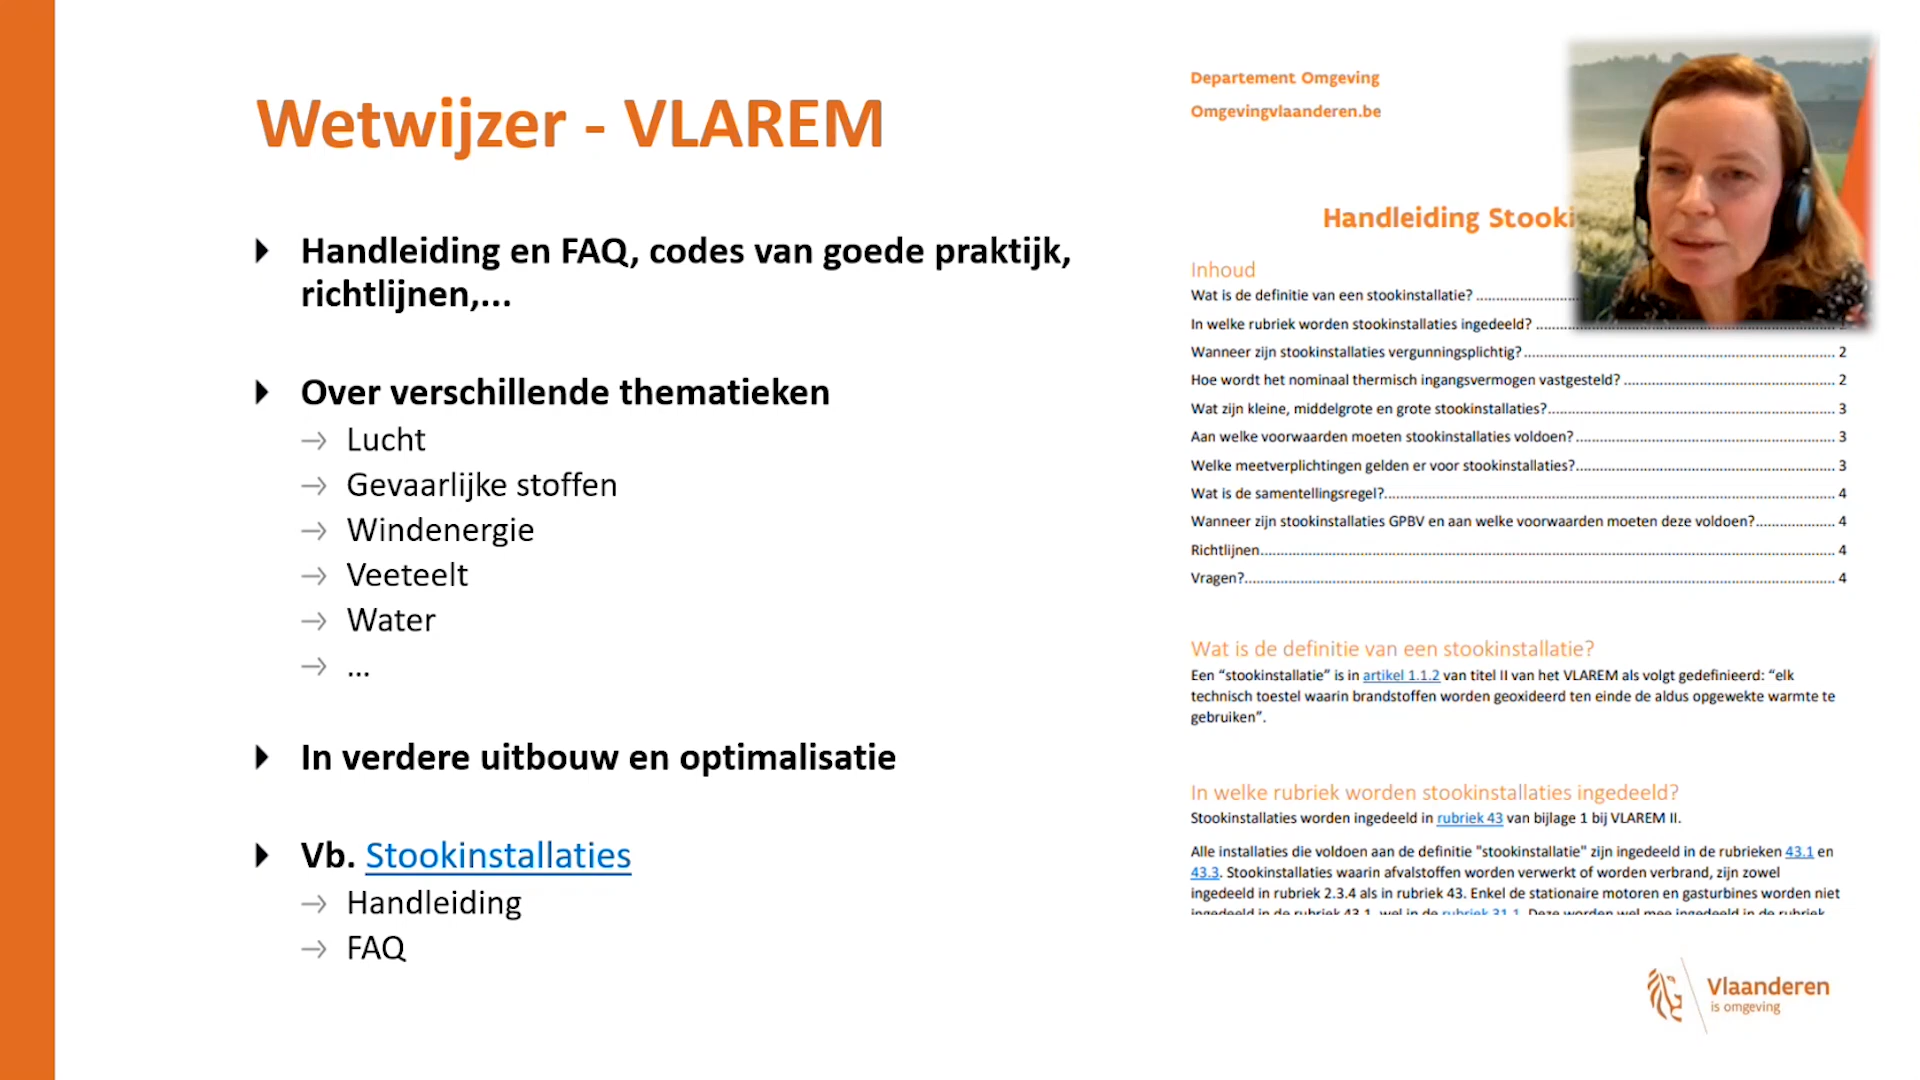 Wetwijzer - VLAREM
Handleiding en FAQ, codes van goede praktijk,
richtlijnen,...
Over verschillende thematieken
Lucht
Gevaarlijke stoffen
Windenergie
Veeteelt
Water
...
In verdere uitbouw en optimalisatie
Vb. Stookinstallaties
Handleiding
FAQ
Departement Omgeving
Omgevingvlaanderen.be
Handleiding Stooki
Inhoud
Wat is de definitie van een stookinstallatie?
In welke rubriek worden stookinstallaties ingedeeld?
Wanneer zijn stookinstallaties vergunningsplichtig? 2
Hoe wordt het nominaal thermisch ingangsvermogen vastgesteld? 2
Wat zijn kleine, middelgrote en grote stookinstallaties? 3
Aan welke voorwaarden moeten stookinstallaties voldoen? 3
Welke meetverplichtingen gelden er voor stookinstallaties? 3
Wat is de samentellingsregel? 4
Wanneer zijn stookinstallaties GPBV en aan welke voorwaarden moeten deze voldoen? 4
Richtlijnen 4
Vragen? 4
Wat is de definitie van een stookinstallatie?
Een “stookinstallatie” is in artikel 1.1.2 van titel II van het VLAREM als volgt gedefinieerd: “elk
technisch toestel waarin brandstoffen worden geoxideerd ten einde de aldus opgewekte warmte te
gebruiken”.
In welke rubriek worden stookinstallaties ingedeeld?
Stookinstallaties worden ingedeeld in rubriek 43 van bijlage 1 bij VLAREM II.
Alle installaties die voldoen aan de definitie "stookinstallatie" zijn ingedeeld in de rubrieken 43.1 en
43.3. Stookinstallaties waarin afvalstoffen worden verwerkt of worden verbrand, zijn zowel
ingedeeld in rubriek 2.3.4 als in rubriek 43. Enkel de stationaire motoren en gasturbines worden niet
ingedeeld in de rubriek 43.1, wel in de rubriek 31.1. Deze worden wel mee ingedeeld in de rubriek
Vlaanderen
is omgeving